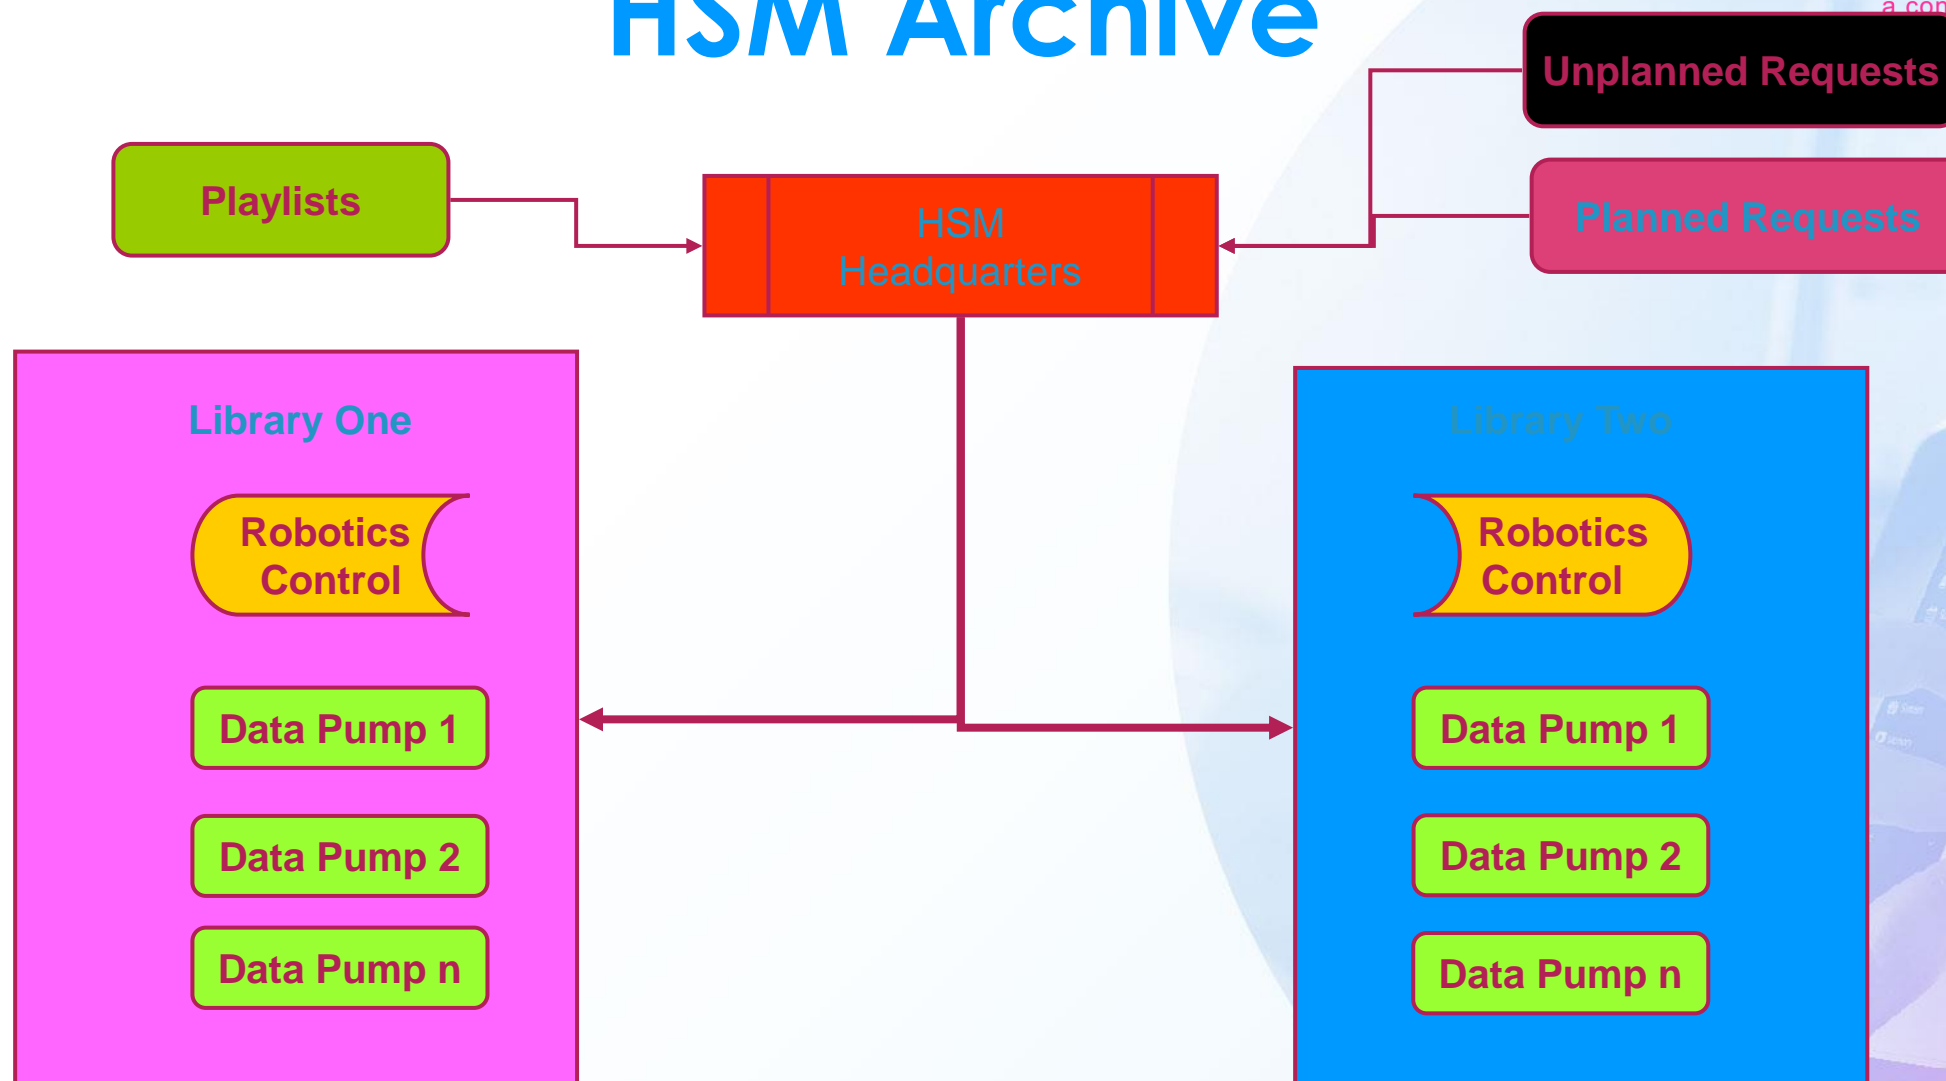 HSM Archive
a con
Unplanned Requests
Playlists
Planned Requests
HSM
Headquarters
Library One
Library Two
Robotics
Control
Robotics
Control
Data Pump 1
Data Pump 1
Data Pump 2
Data Pump 2
Data Pump n
Data Pump n